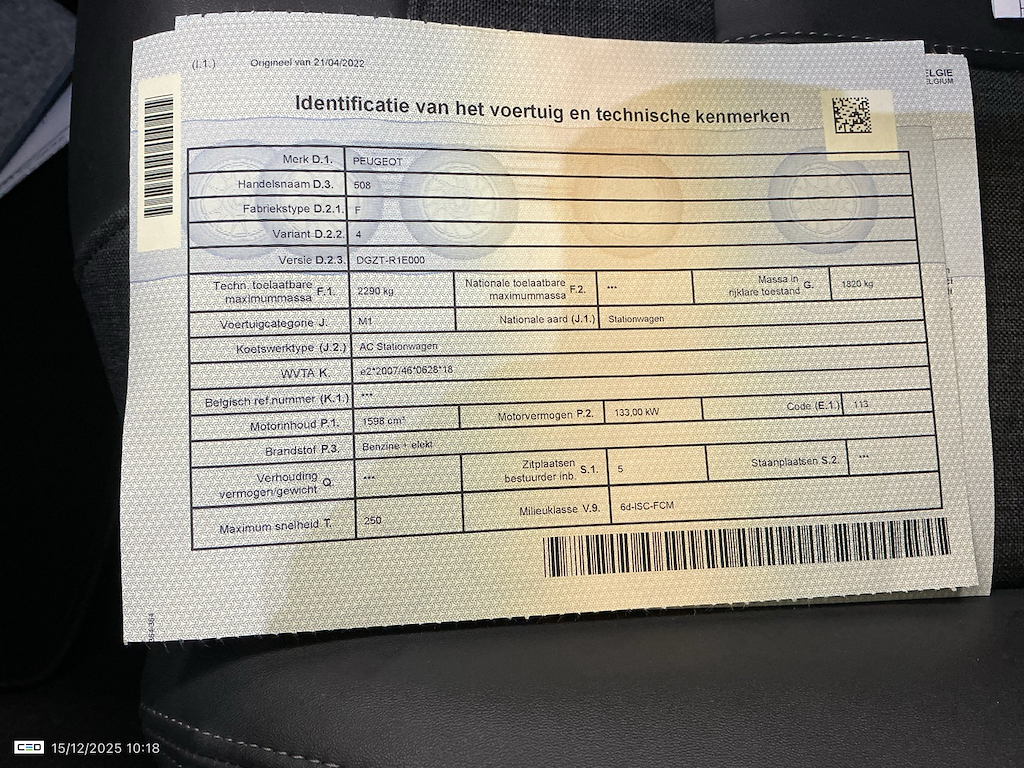 (I.1.) Origineel van 21/04/2022
ELGIE
ELGIUM
Identificatie van het voertuig en technische kenmerken
Merk D.1. PEUGEOT
Handelsnaam D.3. 508
Fabriekstype D.2.1. F
Variant D.2.2. 4
Versie D.2.3. DGZT-R1E000
Techn. toelaatbare maximummassa F.1. 2290 kg Nationale toelaatbare maximummassa F.2. *** Massa in rijklare toestand G. 1820 kg
Voertuigcategorie J. M1 Nationale aard (J.1.) Stationwagen
Koetswerktype (J.2.) AC Stationwagen
WVTA K. e2*2007/46*0628*18
Belgisch ref.nummer (K.1.) ***
Motorinhoud P.1. 1598 cm³ Motorvermogen P.2. 133,00 kW Code (E.1.) 113
Brandstof P.3. Benzine + elekt
Verhouding vermogen/gewicht Q. *** Zitplaatsen bestuurder inb. S.1. 5 Staanplaatsen S.2. ***
Maximum snelheid T. 250 Milieuklasse V.9. 6d-ISC-FCM
CEO 15/12/2025 10:18